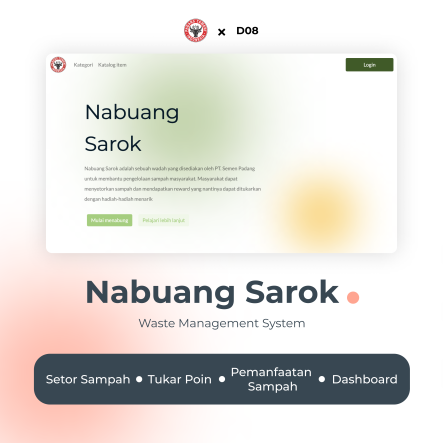 x D08
Kategori Katalog Item Login
Nabuang
Sarok
Nabuang Sarok adalah sebuah wadah yang disediakan oleh PT. Semen Padang
untuk membantu pengelolaan sampah masyarakat. Masyarakat dapat
menyetorkan sampah dan mendapatkan reward yang nantinya dapat ditukarkan
dengan hadiah-hadiah menarik
Mulai menabung Pelajari lebih lanjut
Nabuang Sarok
Waste Management System
Setor Sampah • Tukar Poin • Pemanfaatan Sampah • Dashboard